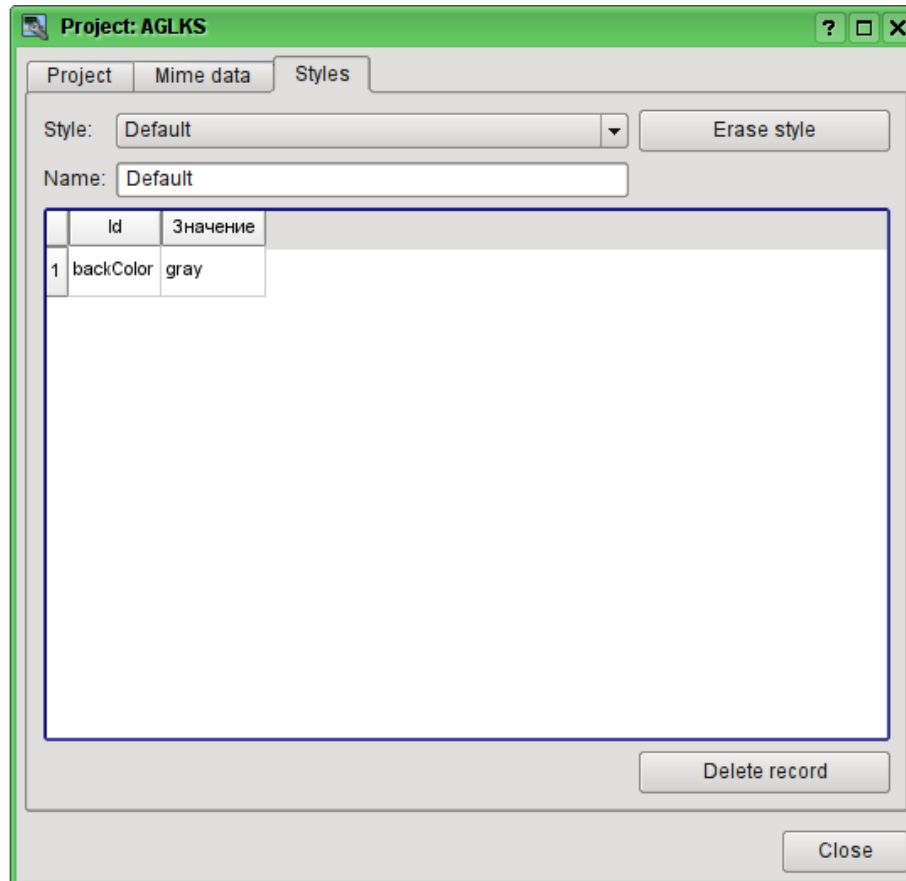 Project: AGLKS
Project Mime data Styles
Style: Default Erase style
Name: Default
Id Значение
1 backColor gray
Delete record
Close